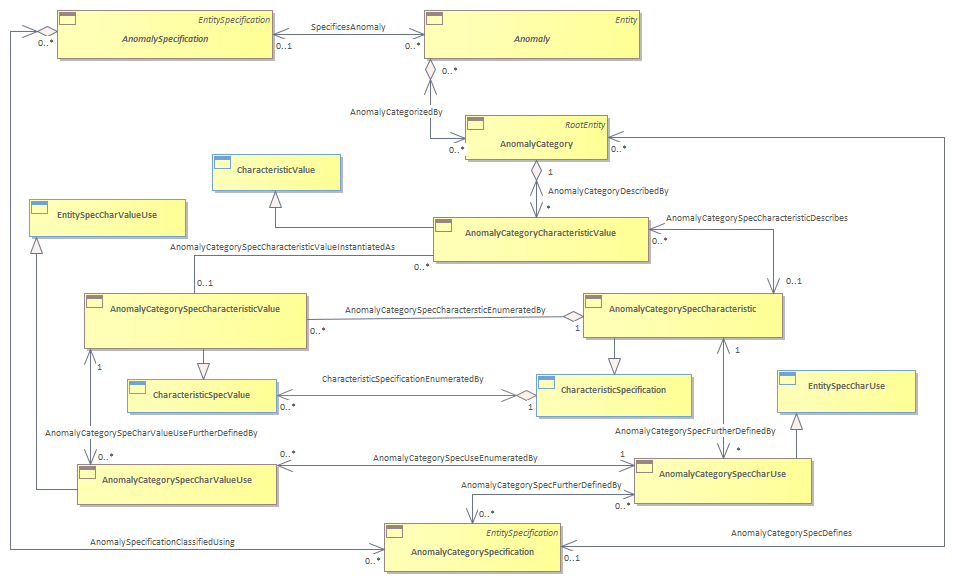 EntitySpecification
AnomalySpecification
0..*
0..1
SpecificesAnomaly
0..*
Entity
Anomaly
0..*
AnomalyCategorizedBy
0..*
RootEntity
AnomalyCategory
0..*
1
AnomalyCategoryDescribedBy
*
CharacteristicValue
EntitySpecCharValueUse
AnomalyCategoryCharacteristicValue
AnomalyCategorySpecCharacteristicDescribes
0..*
0..1
AnomalyCategorySpecCharacteristicValueInstantiatedAs
0..*
0..1
AnomalyCategorySpecCharacteristicValue
AnomalyCategorySpecCharactersticEnumeratedBy
0..*
1
AnomalyCategorySpecCharacteristic
1
1
CharacteristicSpecValue
CharacteristicSpecificationEnumeratedBy
0..*
1
CharacteristicSpecification
EntitySpecCharUse
AnomalyCategorySpeCharValueUseFurtherDefinedBy
0..*
AnomalyCategorySpecFurtherDefinedBy
*
AnomalyCategorySpecCharValueUse
0..*
AnomalyCategorySpecUseEnumeratedBy
1
AnomalyCategorySpecCharUse
AnomalyCategorySpecFurtherDefinedBy
0..*
0..*
EntitySpecification
AnomalyCategorySpecification
AnomalySpecificationClassifiedUsing
0..*
0..1
AnomalyCategorySpecDefines